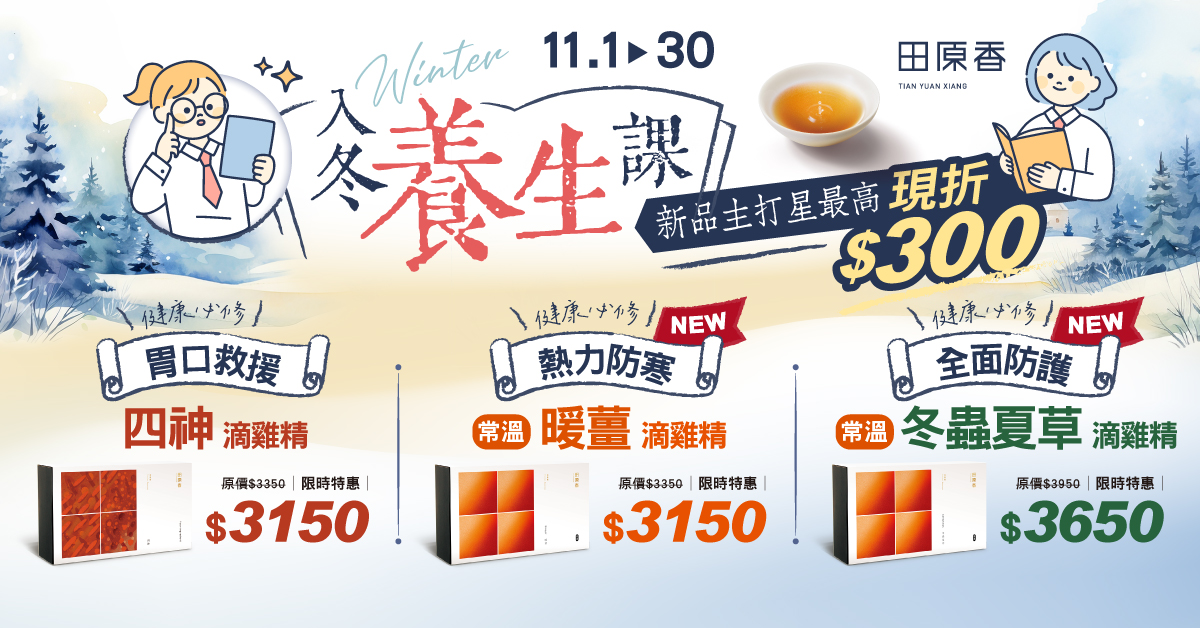 Winter
11.1▶30
田原香
TIAN YUAN XIANG
入冬養生課
新品主打星最高現折
$300
健康必修
胃口救援
四神滴雞精
原價$3350｜限時特惠｜
$3150
健康必修
NEW
熱力防寒
常溫 暖薑滴雞精
原價$3350｜限時特惠｜
$3150
健康必修
NEW
全面防護
常溫 冬蟲夏草滴雞精
原價$3950｜限時特惠｜
$3650